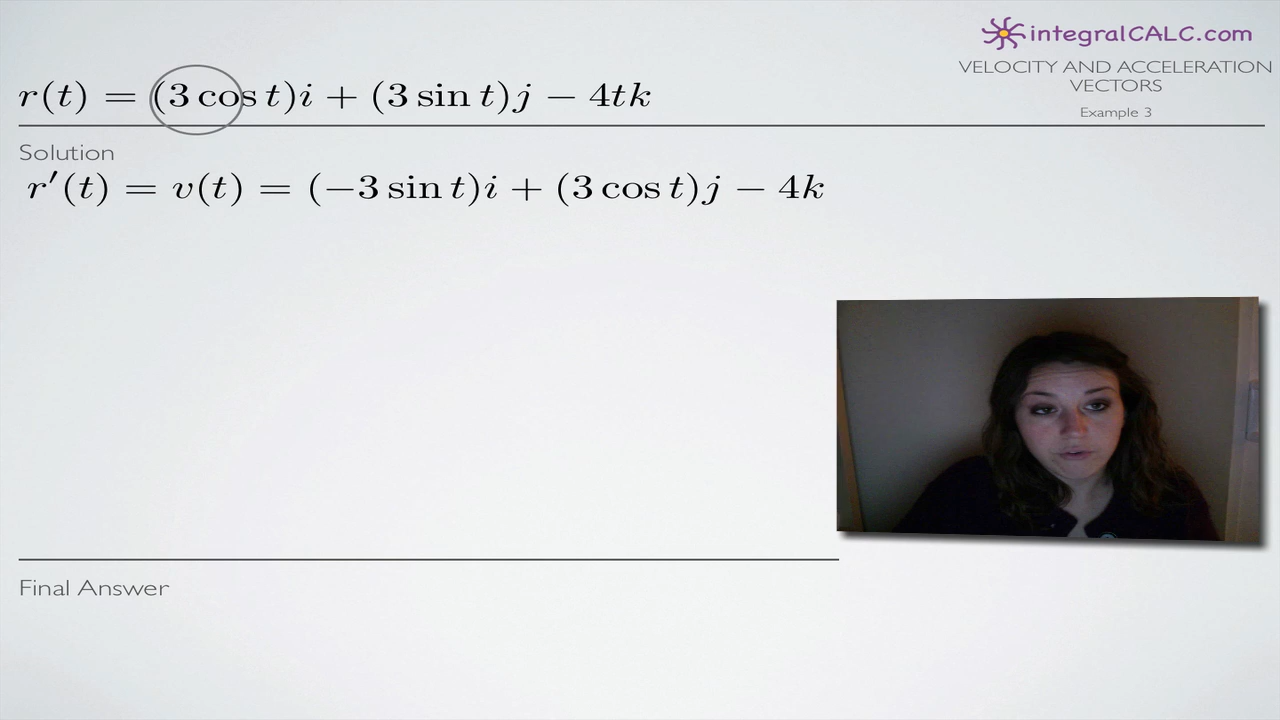 integralCALC.com
VELOCITY AND ACCELERATION
VECTORS
Example 3
r(t) = (3 cos t)i + (3 sin t)j − 4tk
Solution
r′(t) = v(t) = (−3 sin t)i + (3 cos t)j − 4k
Final Answer